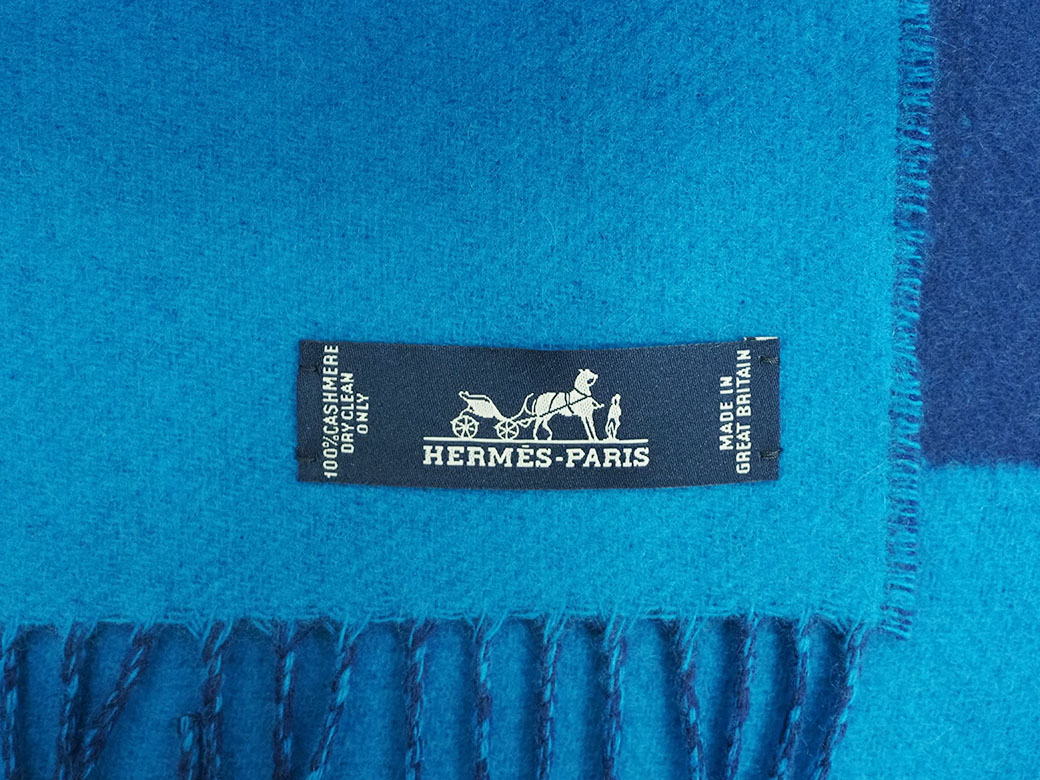 100% CASHMERE
DRY CLEAN
ONLY
HERMÈS-PARIS
MADE IN
GREAT BRITAIN